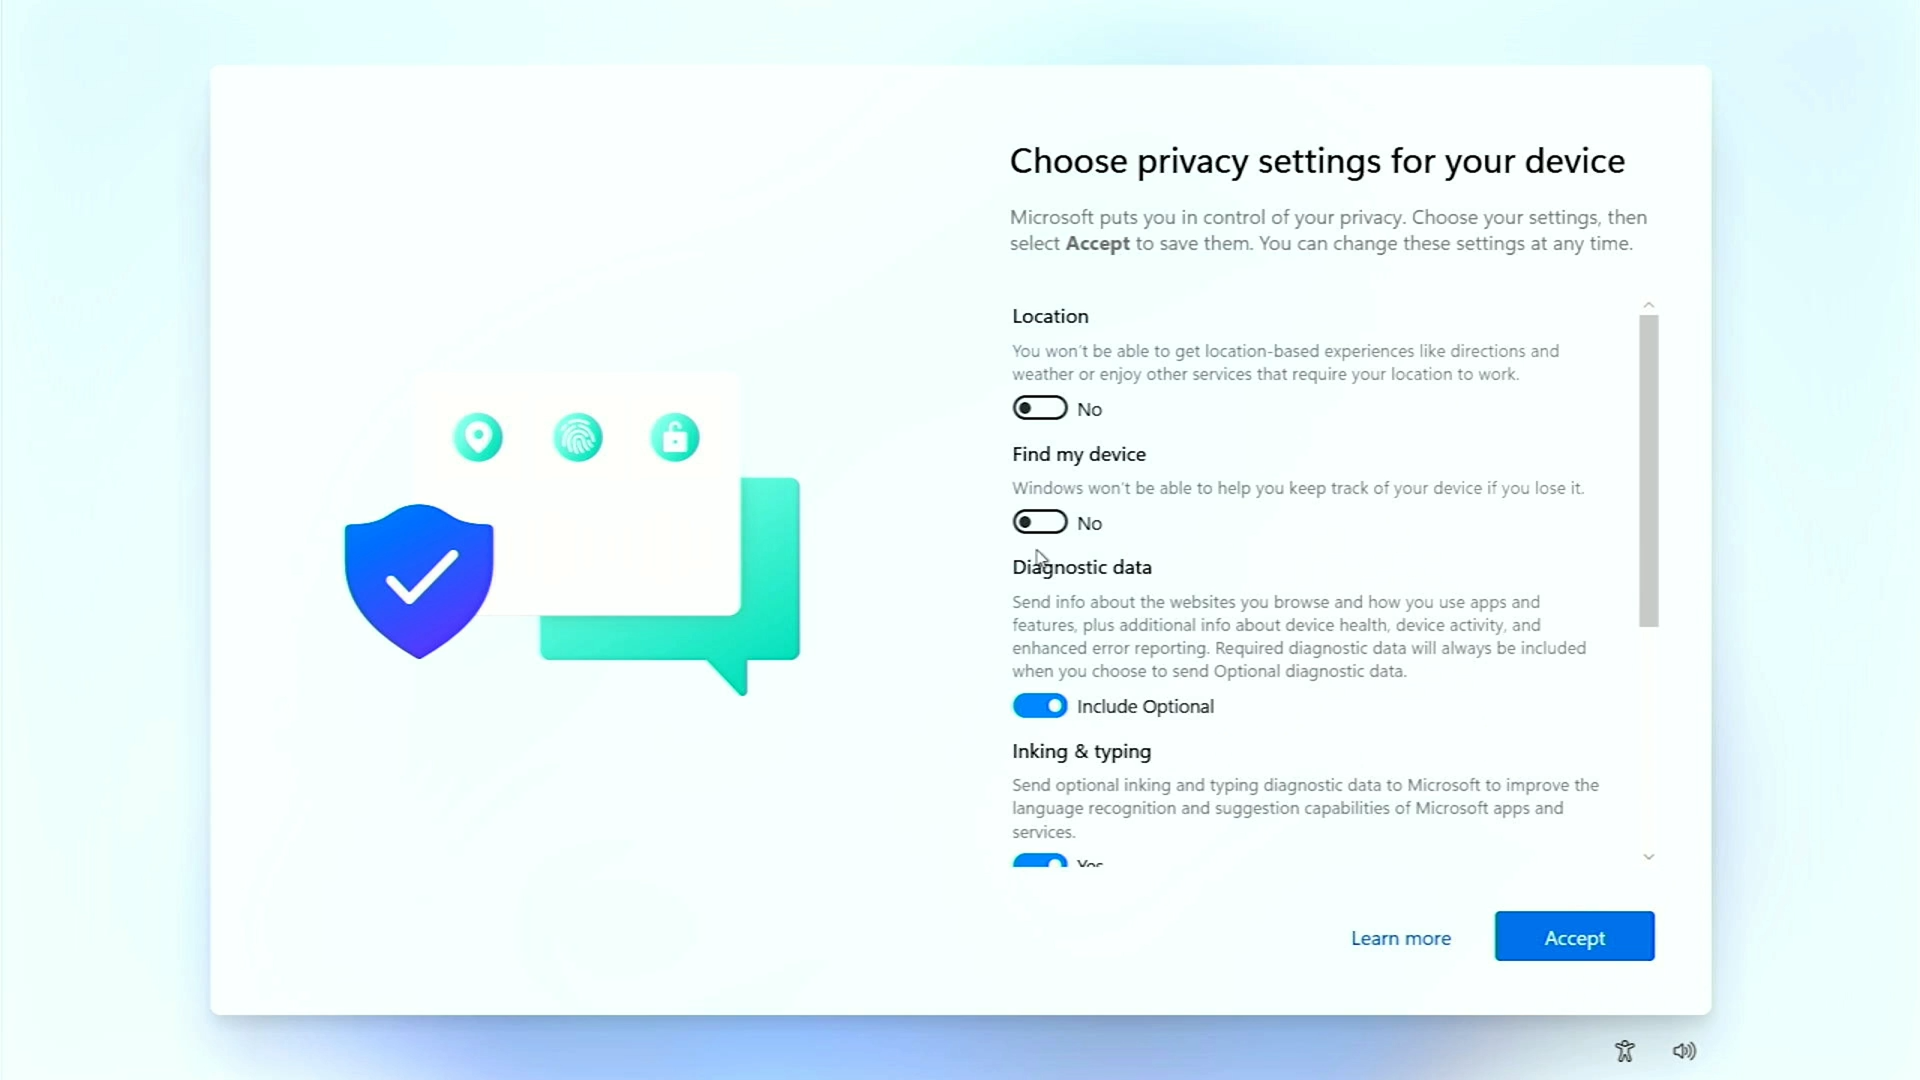 Choose privacy settings for your device
Microsoft puts you in control of your privacy. Choose your settings, then
select Accept to save them. You can change these settings at any time.
Location
You won't be able to get location-based experiences like directions and
weather or enjoy other services that require your location to work.
No
Find my device
Windows won't be able to help you keep track of your device if you lose it.
No
Diagnostic data
Send info about the websites you browse and how you use apps and
features, plus additional info about device health, device activity, and
enhanced error reporting. Required diagnostic data will always be included
when you choose to send Optional diagnostic data.
Include Optional
Inking & typing
Send optional inking and typing diagnostic data to Microsoft to improve the
language recognition and suggestion capabilities of Microsoft apps and
services.
Yes
Learn more
Accept